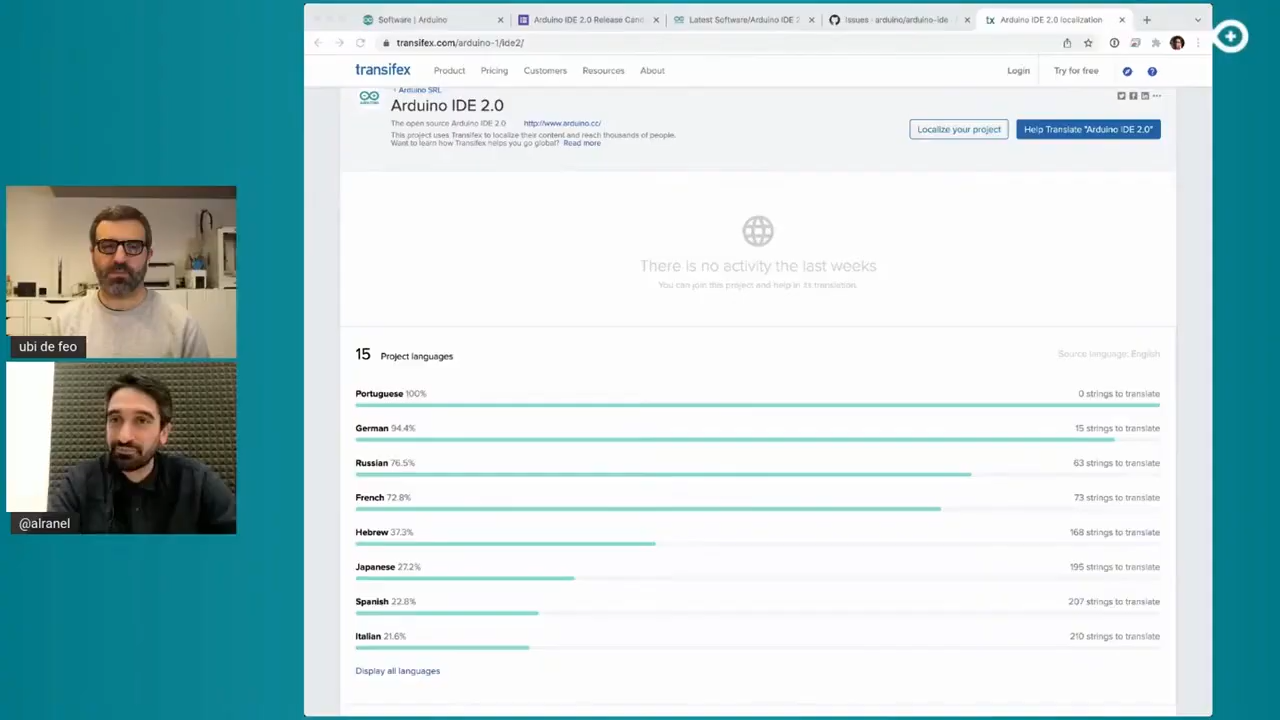 Software | Arduino
Arduino IDE 2.0 Release Cand
Latest Software/Arduino IDE 2
Issues · arduino/arduino-ide
tx Arduino IDE 2.0 localization
transifex.com/arduino-1/ide2/
transifex
Product
Pricing
Customers
Resources
About
Login
Try for free
‹ Arduino SRL
Arduino IDE 2.0
The open source Arduino IDE 2.0
http://www.arduino.cc/
This project uses Transifex to localize their content and reach thousands of people.
Want to learn how Transifex helps you go global? Read more
Localize your project
Help Translate "Arduino IDE 2.0"
There is no activity the last weeks
You can join this project and help in its translation.
15 Project languages
Source language: English
Portuguese 100%
0 strings to translate
German 94.4%
15 strings to translate
Russian 76.5%
63 strings to translate
French 72.8%
73 strings to translate
Hebrew 37.3%
168 strings to translate
Japanese 27.2%
195 strings to translate
Spanish 22.8%
207 strings to translate
Italian 21.6%
210 strings to translate
Display all languages
ubi de feo
@alranel